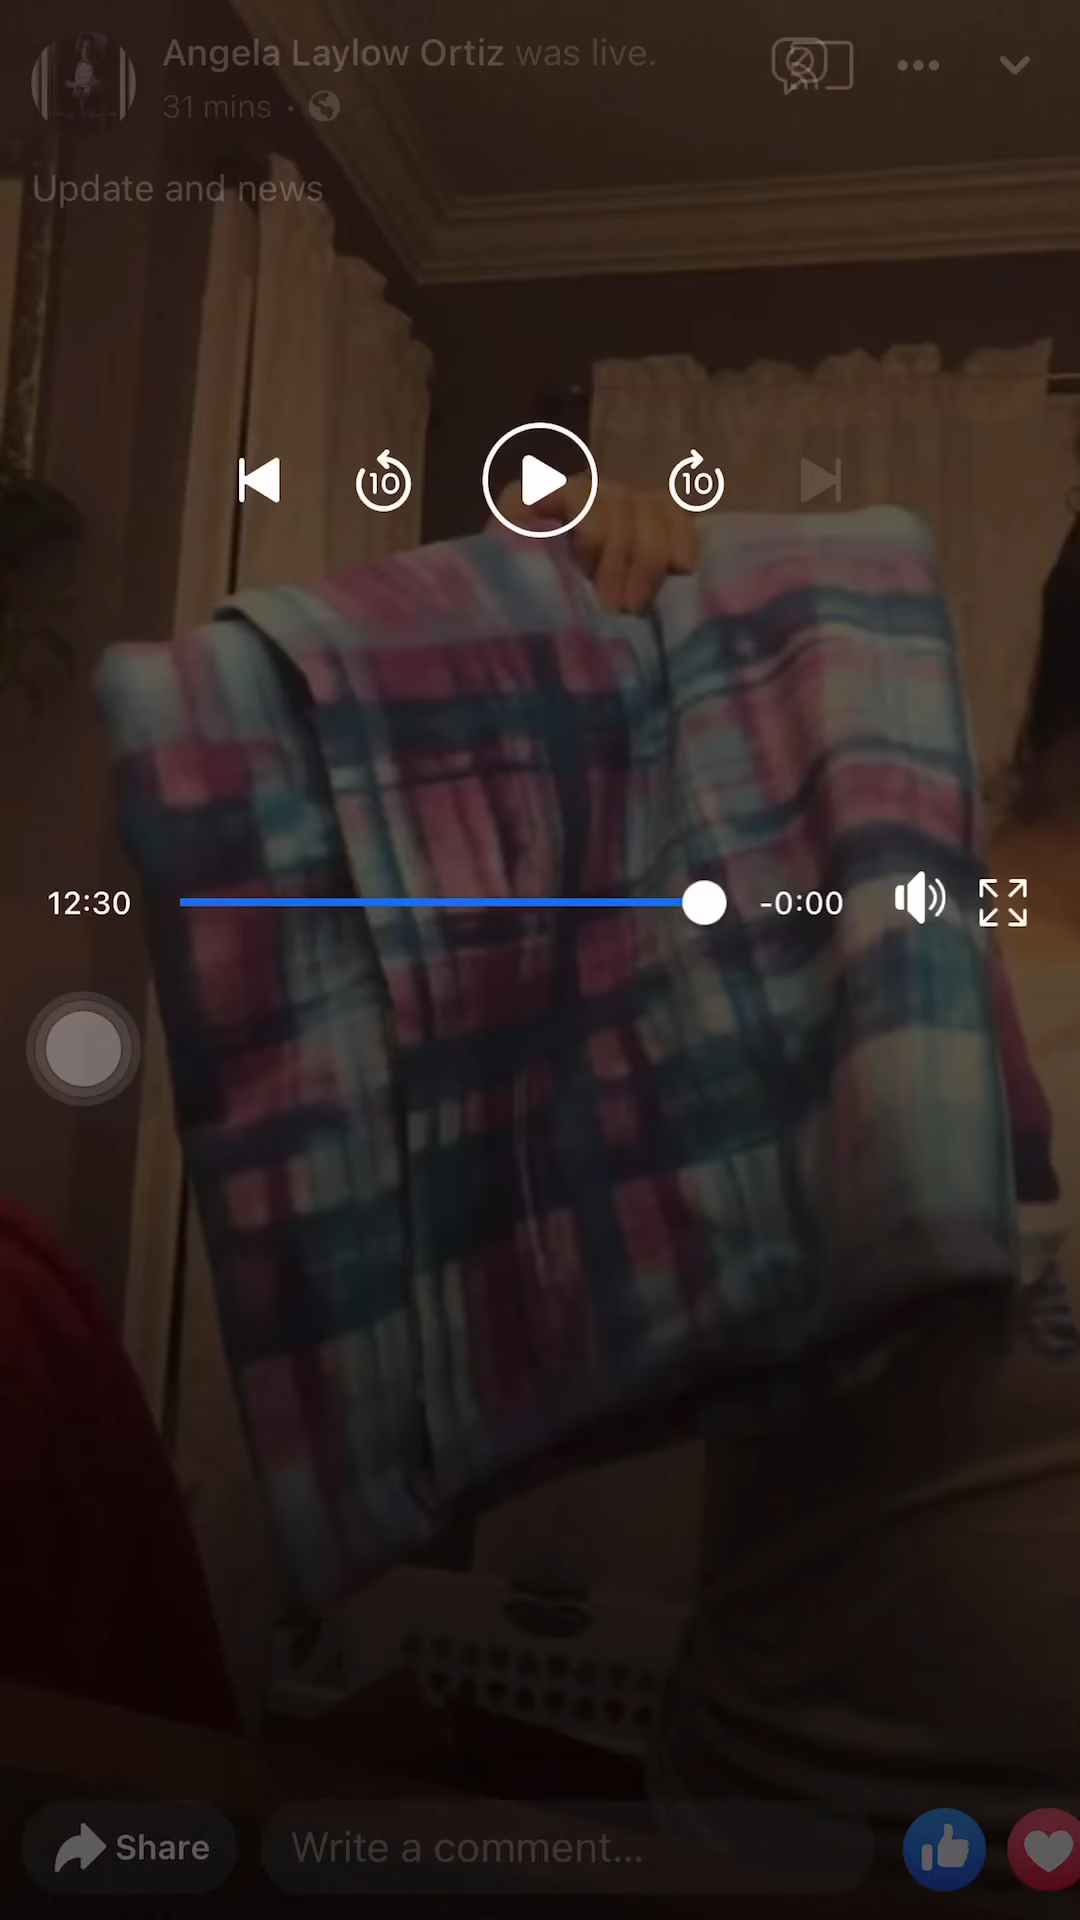 Angela Laylow Ortiz was live.
31 mins ·
Update and news
10
10
12:30
-0:00
Share
Write a comment...